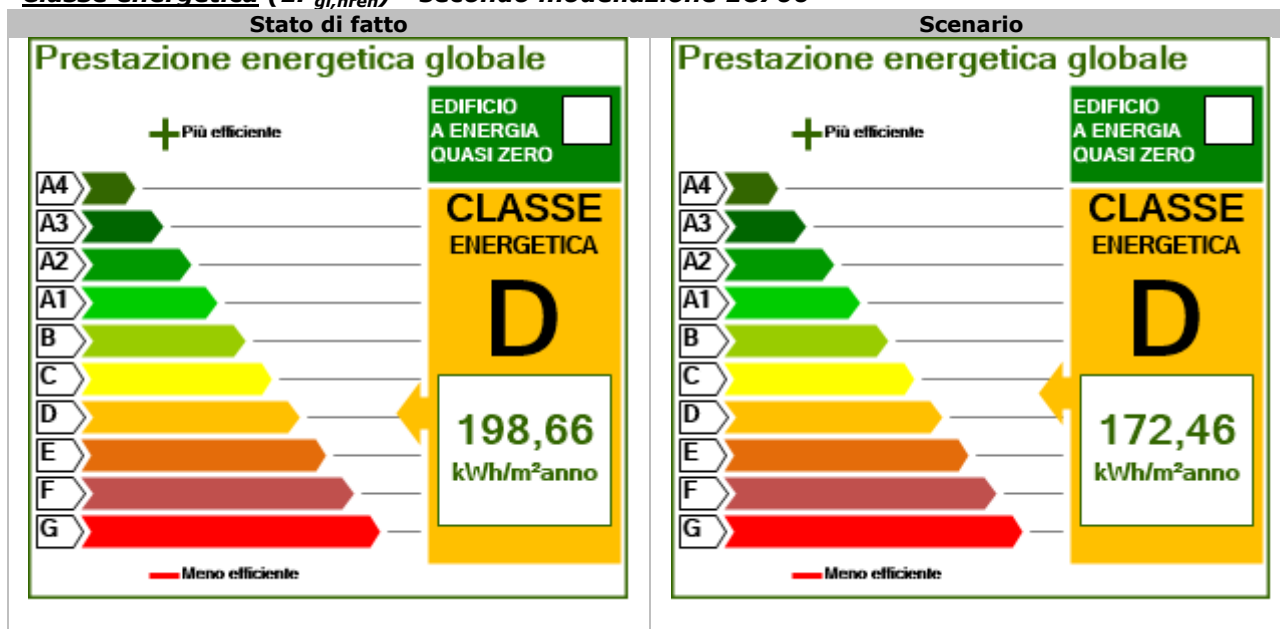 Stato di fatto
Scenario
Prestazione energetica globale
EDIFICIO
A ENERGIA
QUASI ZERO
Più efficiente
A4
A3
A2
A1
B
C
D
E
F
G
CLASSE
ENERGETICA
D
198,66
kWh/m²anno
Meno efficiente
Prestazione energetica globale
EDIFICIO
A ENERGIA
QUASI ZERO
Più efficiente
A4
A3
A2
A1
B
C
D
E
F
G
CLASSE
ENERGETICA
D
172,46
kWh/m²anno
Meno efficiente